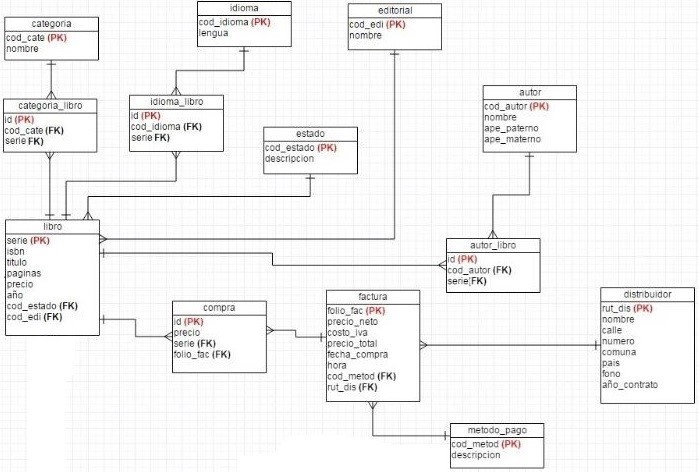 categoria
cod_cate (PK)
nombre
idioma
cod_idioma (PK)
lengua
editorial
cod_edi (PK)
nombre
categoria_libro
id (PK)
cod_cate (FK)
serie FK)
idioma_libro
id (PK)
cod_idioma (FK)
serie FK)
estado
cod_estado (PK)
descripcion
autor
cod_autor (PK)
nombre
ape_paterno
ape_materno
libro
serie (PK)
isbn
titulo
paginas
precio
año
cod_estado (FK)
cod_edi (FK)
autor_libro
id (PK)
cod_autor (FK)
serie(FK)
compra
id (PK)
precio
serie (FK)
folio_fac (FK)
factura
folio_fac (PK)
precio_neto
costo_iva
precio_total
fecha_compra
hora
cod_metod (FK)
rut_dis (FK)
distribuidor
rut_dis (PK)
nombre
calle
numero
comuna
pais
fono
año_contrato
metodo_pago
cod_metod (PK)
descripcion